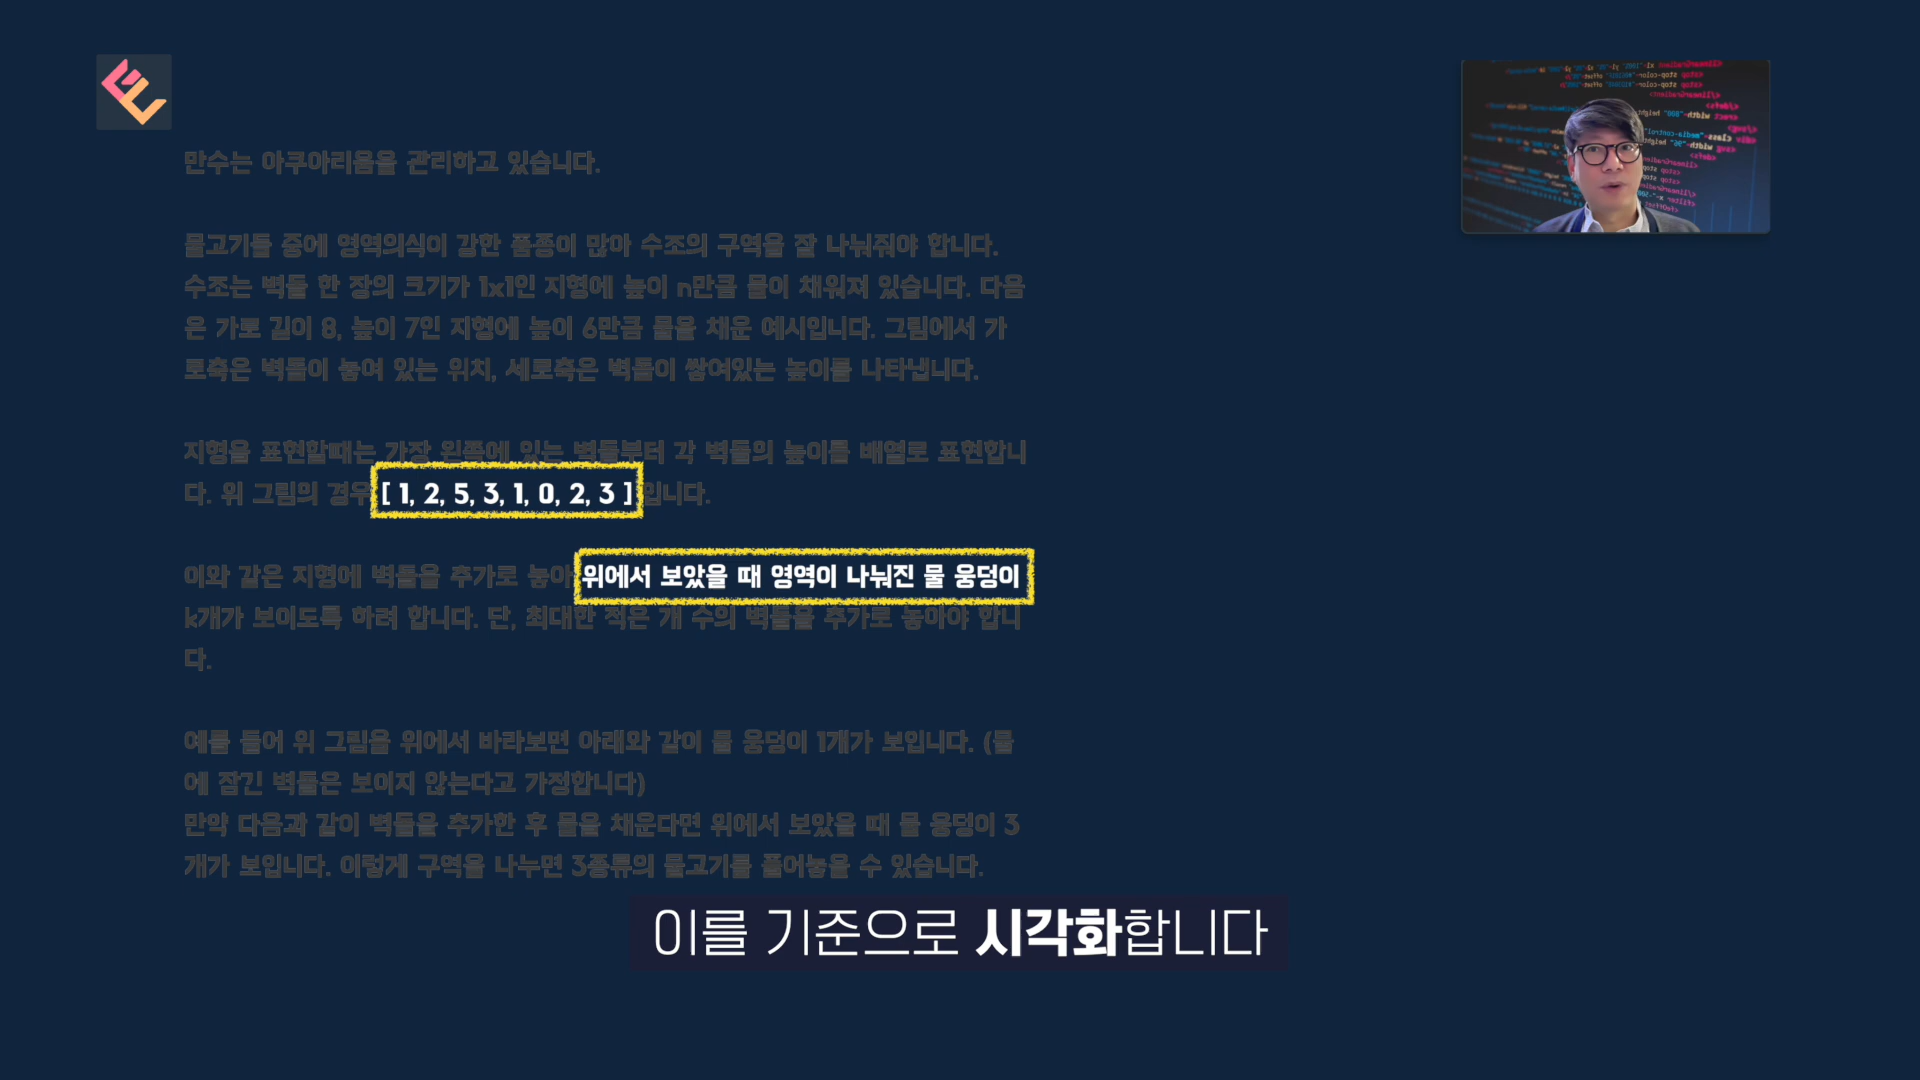 만수는 아쿠아리움을 관리하고 있습니다.
물고기들 중에 영역의식이 강한 품종이 많아 수조의 구역을 잘 나눠줘야 합니다.
수조는 벽돌 한 장의 크기가 1x1인 지형에 높이 n만큼 물이 채워져 있습니다. 다음
은 가로 길이 8, 높이 7인 지형에 높이 6만큼 물을 채운 예시입니다. 그림에서 가
로축은 벽돌이 놓여 있는 위치, 세로축은 벽돌이 쌓여있는 높이를 나타냅니다.
지형을 표현할때는 가장 왼쪽에 있는 벽돌부터 각 벽돌의 높이를 배열로 표현합니
다. 위 그림의 경우 [ 1, 2, 5, 3, 1, 0, 2, 3 ] 입니다.
이와 같은 지형에 벽돌을 추가로 놓아 위에서 보았을 때 영역이 나눠진 물 웅덩이
k개가 보이도록 하려 합니다. 단, 최대한 적은 개 수의 벽돌을 추가로 놓아야 합니
다.
예를 들어 위 그림을 위에서 바라보면 아래와 같이 물 웅덩이 1개가 보입니다. (물
에 잠긴 벽돌은 보이지 않는다고 가정합니다)
만약 다음과 같이 벽돌을 추가한 후 물을 채운다면 위에서 보았을 때 물 웅덩이 3
개가 보입니다. 이렇게 구역을 나누면 3종류의 물고기를 풀어놓을 수 있습니다.
이를 기준으로 시각화합니다